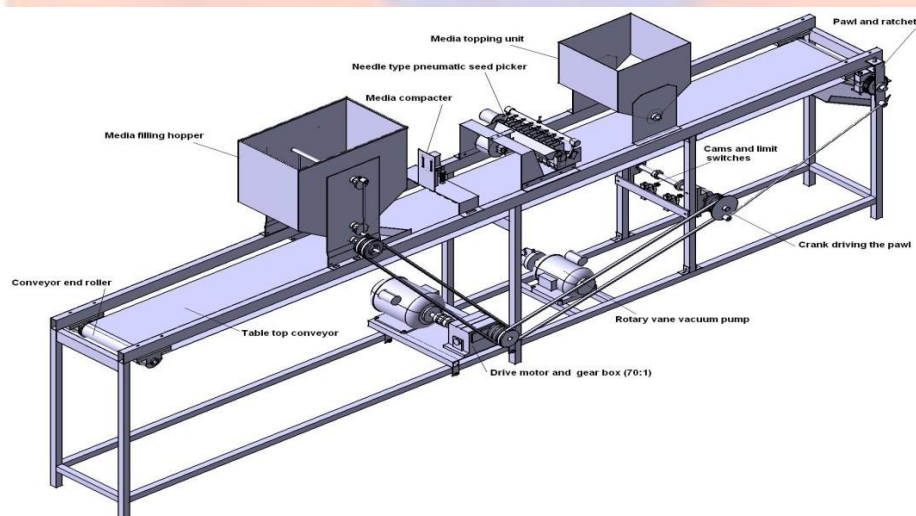 Pawl and ratchet
Media topping unit
Needle type pneumatic seed picker
Media compacter
Media filling hopper
Cams and limit
switches
Crank driving the pawl
Conveyor end roller
Table top conveyor
Rotary vane vacuum pump
Drive motor and gear box (70:1)